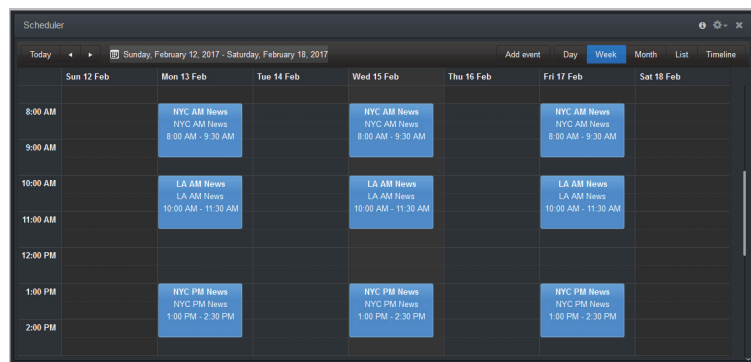 Scheduler
Today
Sunday, February 12, 2017 - Saturday, February 18, 2017
Add event
Day
Week
Month
List
Timeline
Sun 12 Feb
Mon 13 Feb
Tue 14 Feb
Wed 15 Feb
Thu 16 Feb
Fri 17 Feb
Sat 18 Feb
8:00 AM
NYC AM News
NYC AM News
8:00 AM - 9:30 AM
NYC AM News
NYC AM News
8:00 AM - 9:30 AM
NYC AM News
NYC AM News
8:00 AM - 9:30 AM
9:00 AM
10:00 AM
LA AM News
LA AM News
10:00 AM - 11:30 AM
LA AM News
LA AM News
10:00 AM - 11:30 AM
LA AM News
LA AM News
10:00 AM - 11:30 AM
11:00 AM
12:00 PM
1:00 PM
NYC PM News
NYC PM News
1:00 PM - 2:30 PM
NYC PM News
NYC PM News
1:00 PM - 2:30 PM
NYC PM News
NYC PM News
1:00 PM - 2:30 PM
2:00 PM